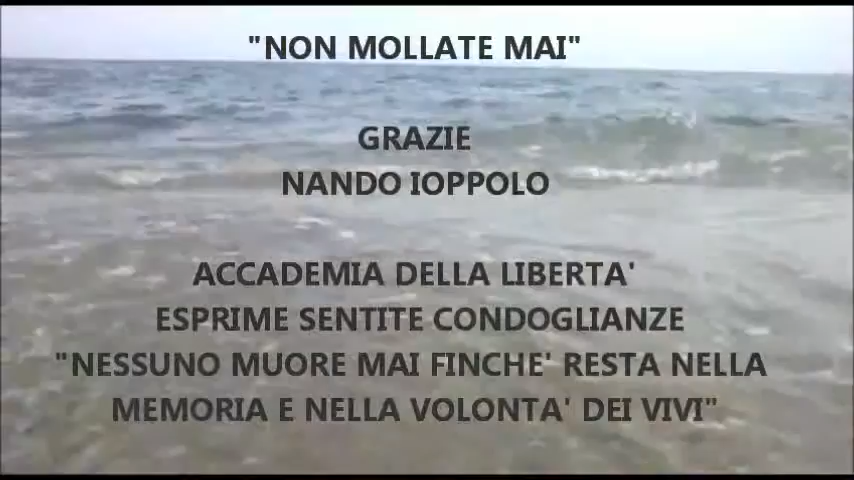 "NON MOLLATE MAI"
GRAZIE
NANDO IOPPOLO
ACCADEMIA DELLA LIBERTA'
ESPRIME SENTITE CONDOGLIANZE
"NESSUNO MUORE MAI FINCHE' RESTA NELLA
MEMORIA E NELLA VOLONTA' DEI VIVI"